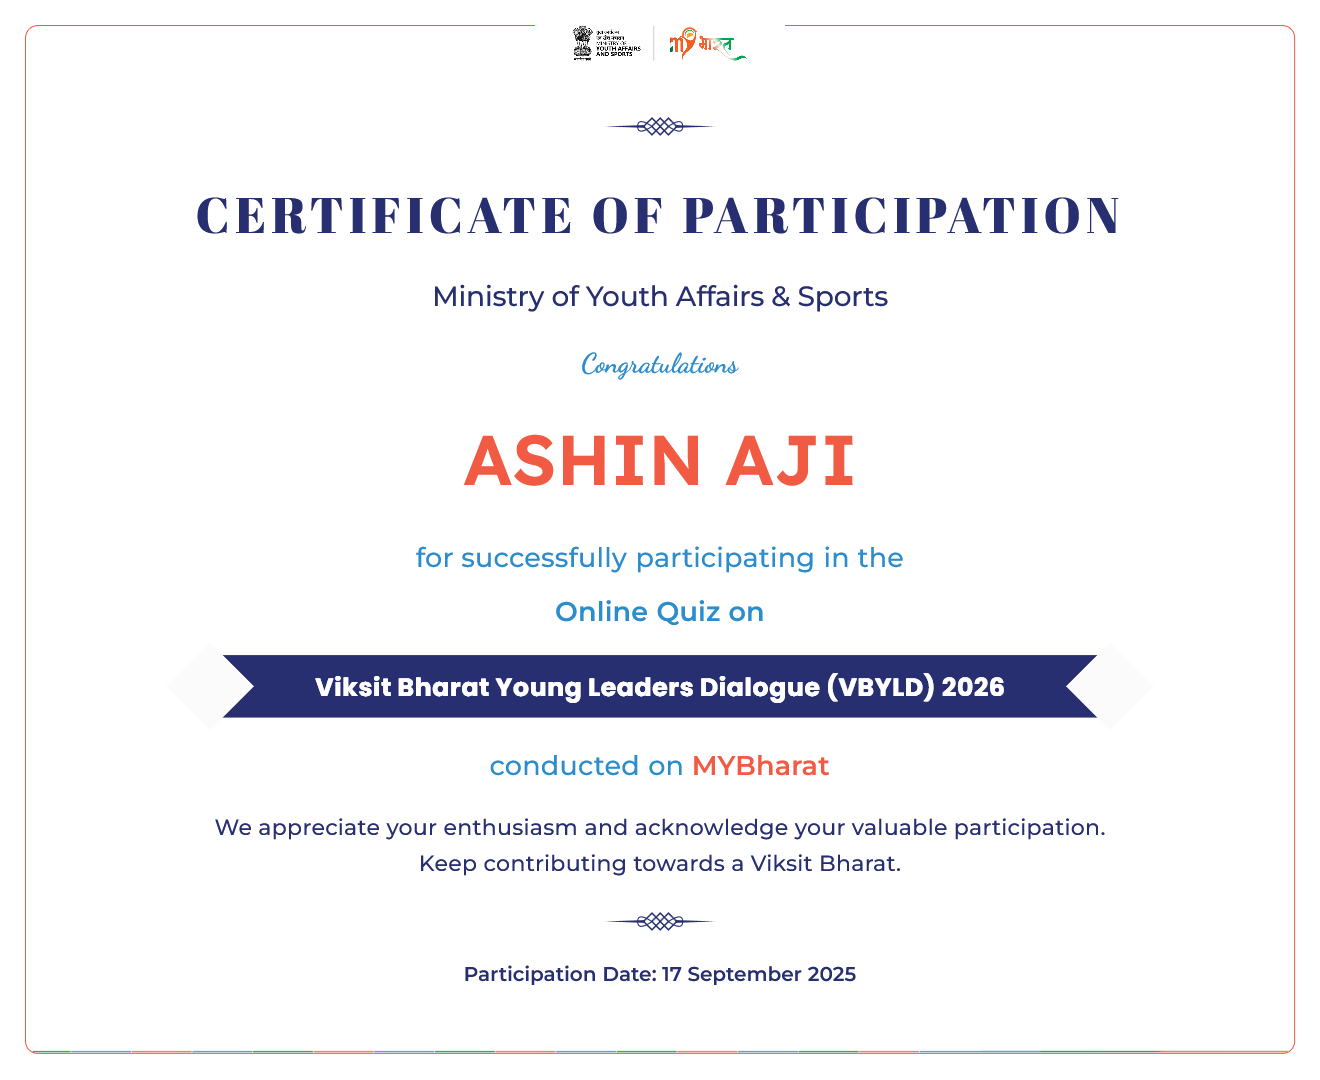 MINISTRY OF
YOUTH AFFAIRS
AND SPORTS
my भारत
CERTIFICATE OF PARTICIPATION
Ministry of Youth Affairs & Sports
Congratulations
ASHIN AJI
for successfully participating in the
Online Quiz on
Viksit Bharat Young Leaders Dialogue (VBYLD) 2026
conducted on MYBharat
We appreciate your enthusiasm and acknowledge your valuable participation.
Keep contributing towards a Viksit Bharat.
Participation Date: 17 September 2025